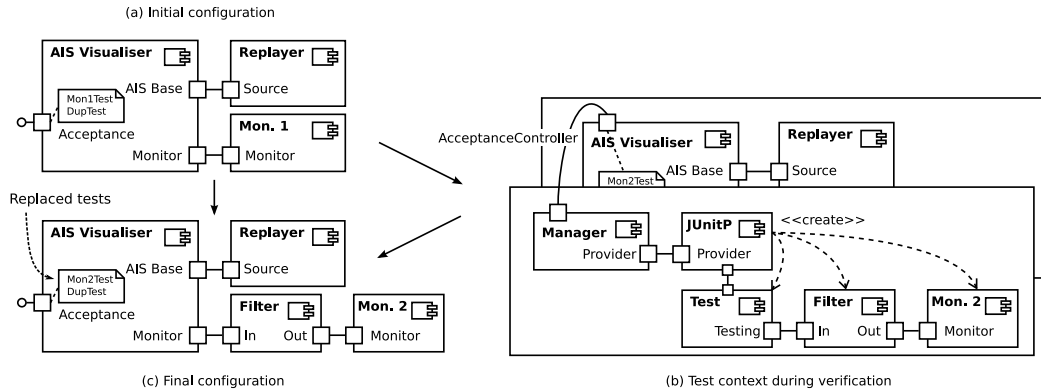 (a) Initial configuration
AIS Visualiser
Replayer
AIS Base
Source
Mon1Test
DupTest
Acceptance
Mon. 1
Monitor
Monitor
Replaced tests
AIS Visualiser
Replayer
AIS Base
Source
Mon2Test
DupTest
Acceptance
Filter
Mon. 2
Monitor
In
Out
Monitor
(c) Final configuration
AcceptanceController
AIS Visualiser
Replayer
AIS Base
Source
Mon2Test
Manager
JUnitP
<<create>>
Provider
Provider
Test
Filter
Mon. 2
Testing
In
Out
Monitor
(b) Test context during verification